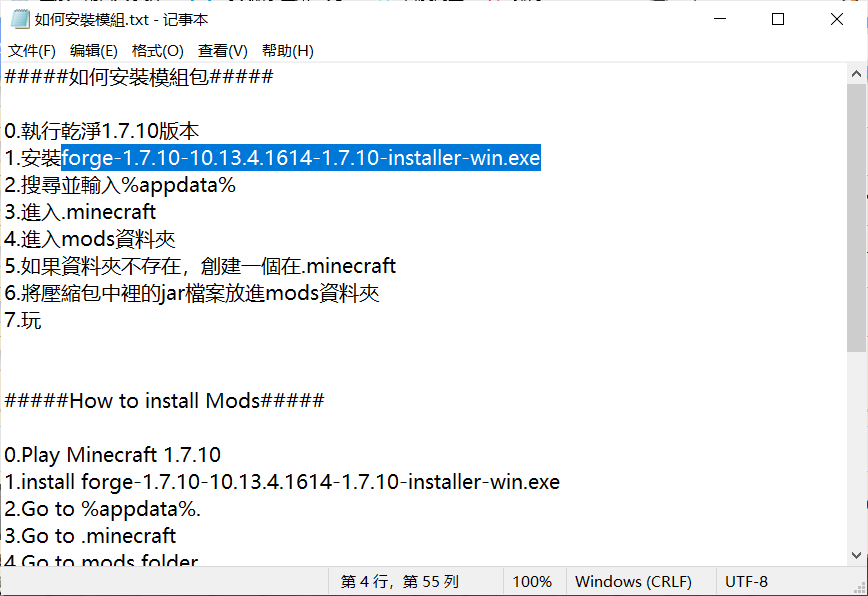 如何安裝模組.txt - 记事本
文件(F) 编辑(E) 格式(O) 查看(V) 帮助(H)
#####如何安裝模組包#####
0.執行乾淨1.7.10版本
1.安裝forge-1.7.10-10.13.4.1614-1.7.10-installer-win.exe
2.搜尋並輸入%appdata%
3.進入.minecraft
4.進入mods資料夾
5.如果資料夾不存在，創建一個在.minecraft
6.將壓縮包中裡的jar檔案放進mods資料夾
7.玩
#####How to install Mods#####
0.Play Minecraft 1.7.10
1.install forge-1.7.10-10.13.4.1614-1.7.10-installer-win.exe
2.Go to %appdata%.
3.Go to .minecraft
4.Go to mods folder
第 4 行，第 55 列 100% Windows (CRLF) UTF-8